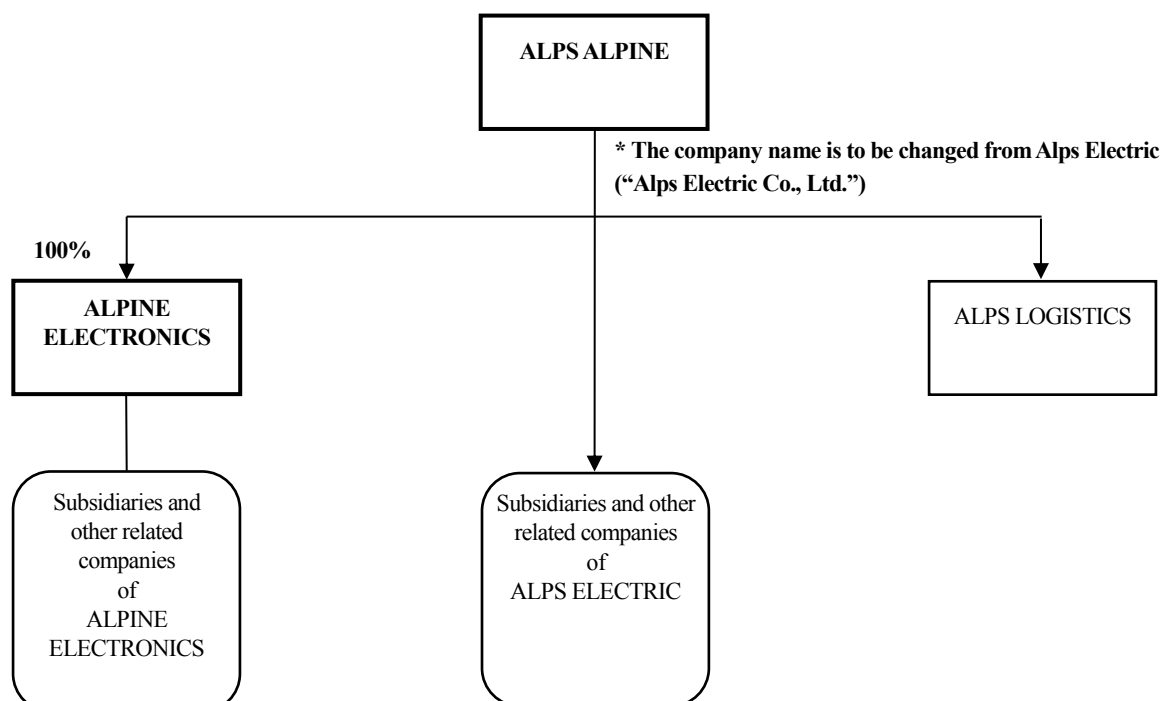 ALPS ALPINE
* The company name is to be changed from Alps Electric
(“Alps Electric Co., Ltd.”)
100%
ALPINE
ELECTRONICS
ALPS LOGISTICS
Subsidiaries and
other related
companies
of
ALPINE
ELECTRONICS
Subsidiaries and other
related companies
of
ALPS ELECTRIC